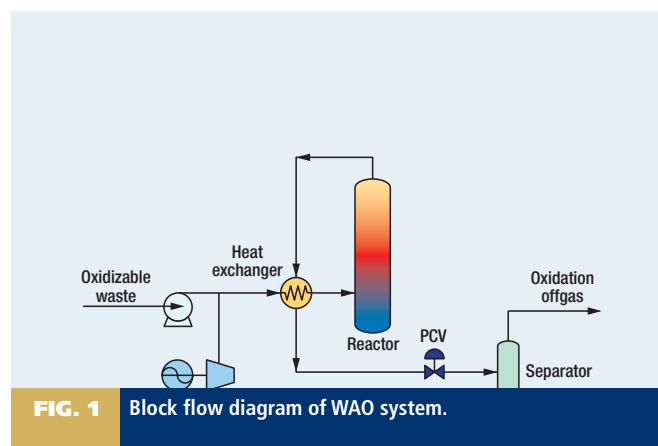 Heat
exchanger
Oxidizable
waste
Oxidation
offgas
Reactor
PCV
Separator
FIG. 1
Block flow diagram of WAO system.